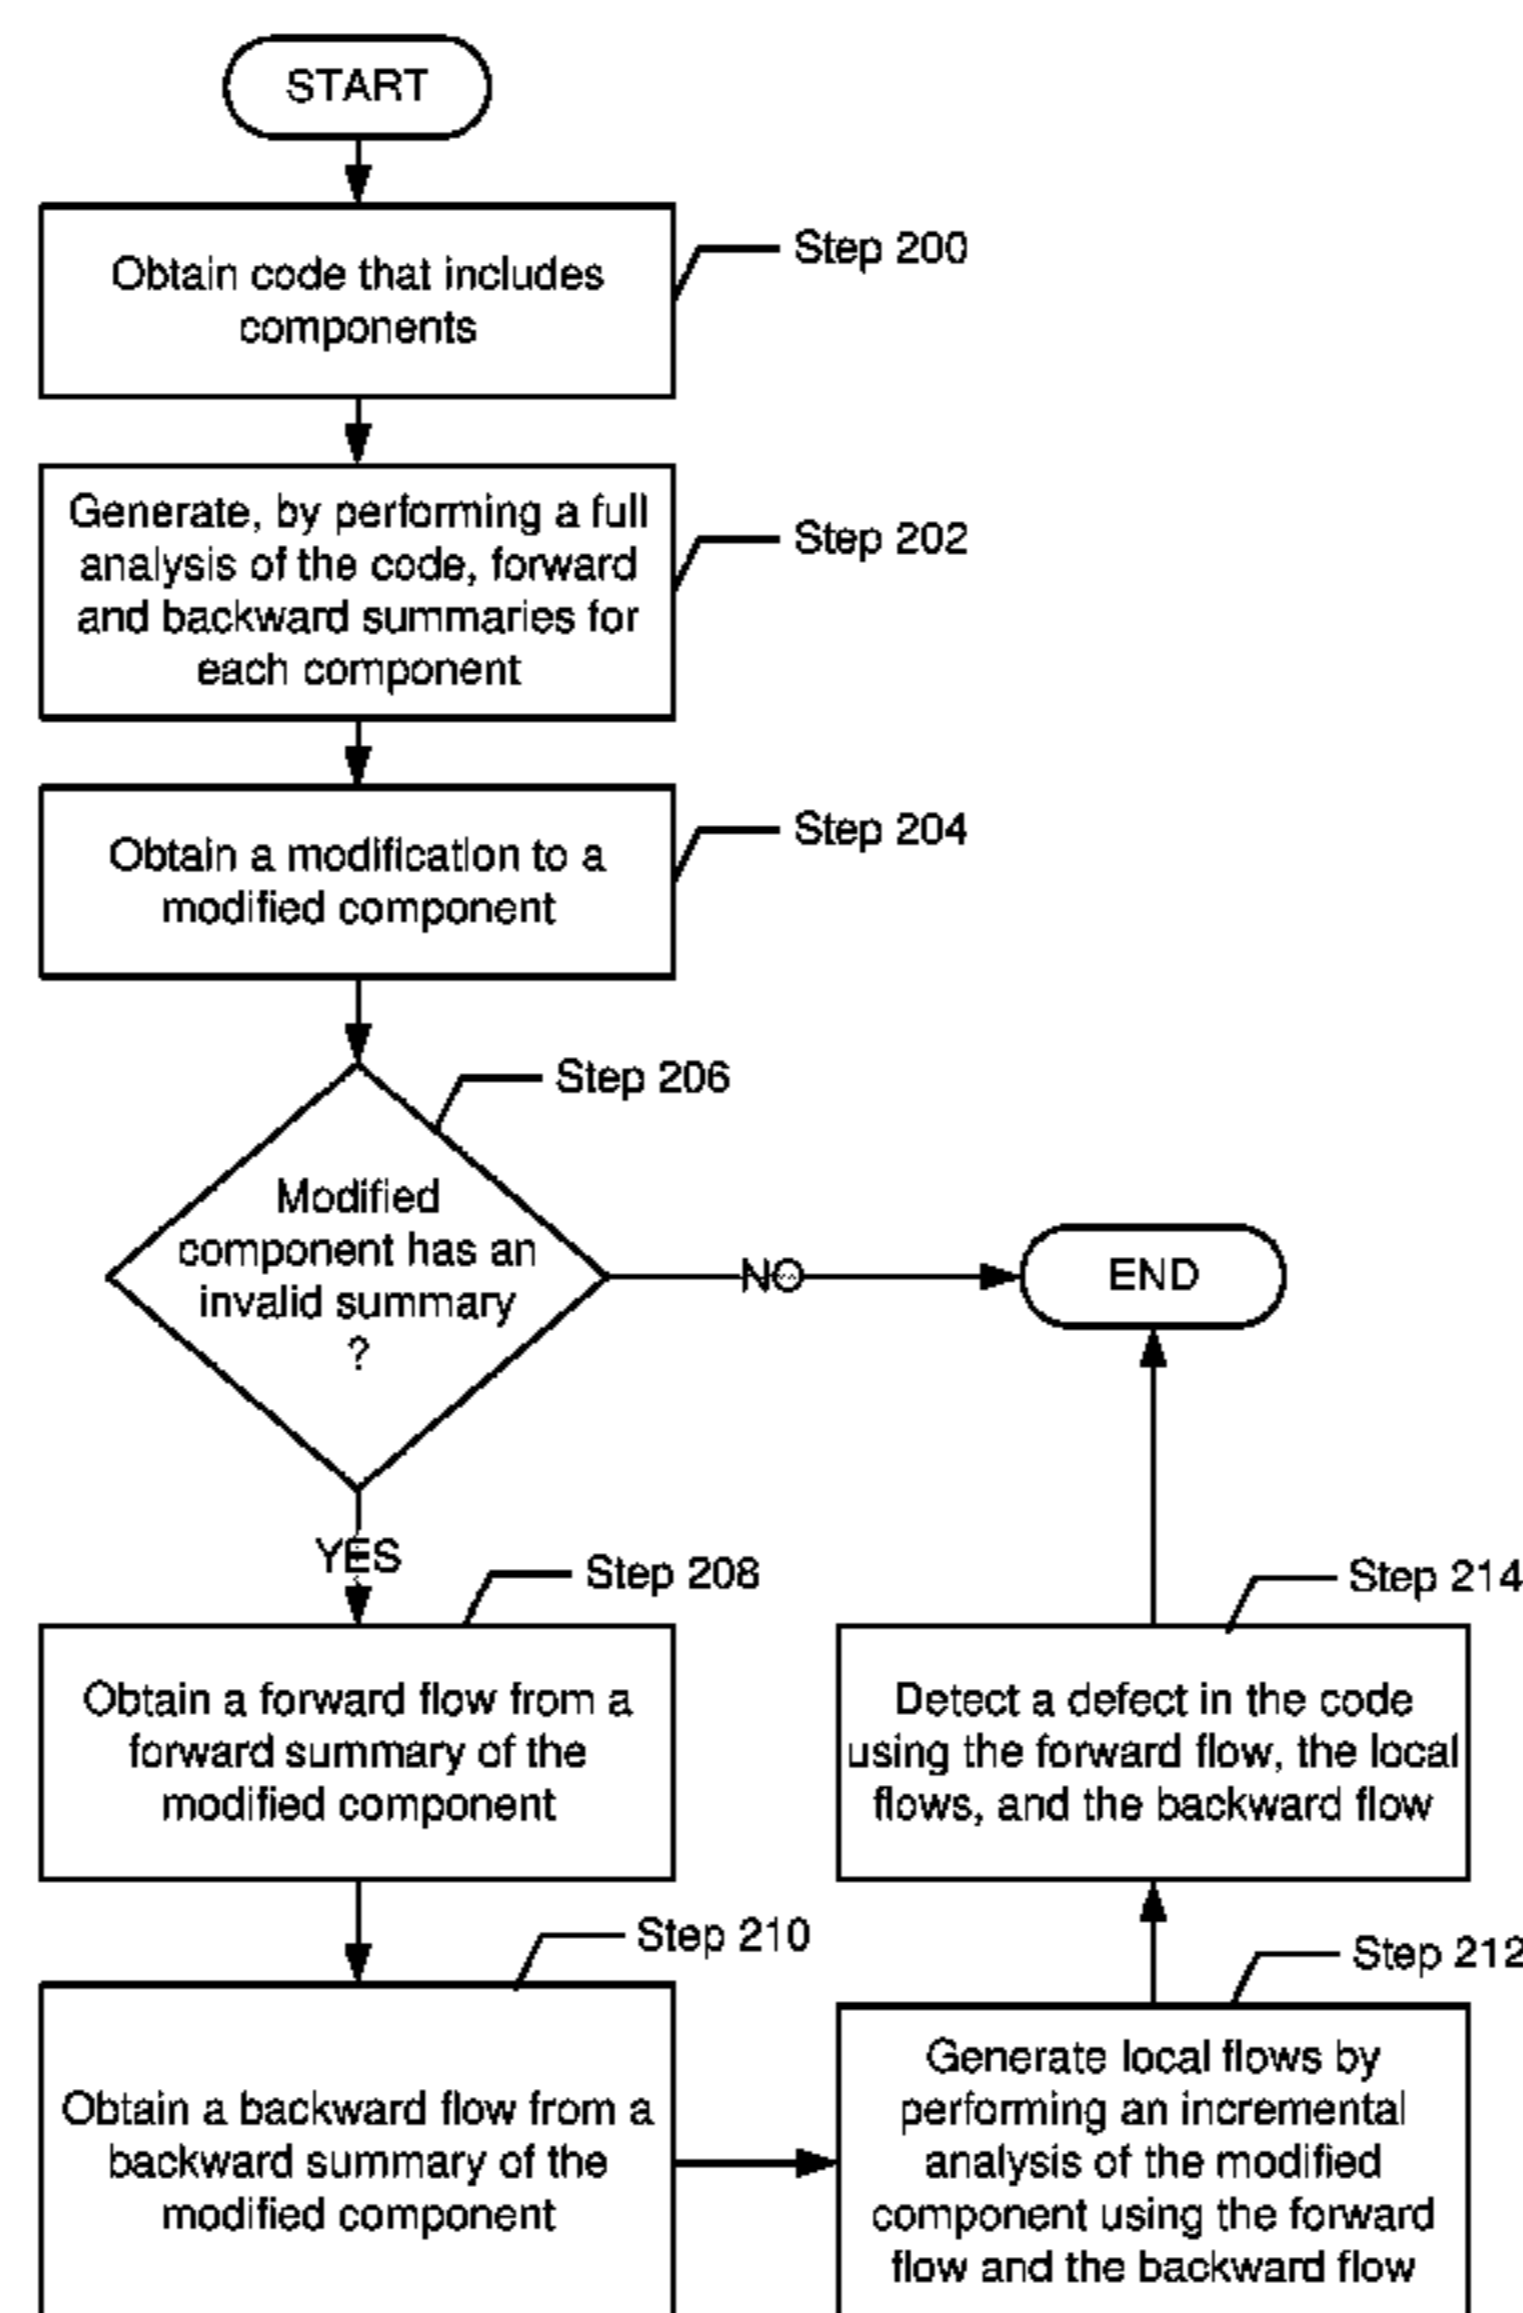 START
Step 200
Obtain code that includes
components
Step 202
Generate, by performing a full
analysis of the code, forward
and backward summaries for
each component
Step 204
Obtain a modification to a
modified component
Step 206
Modified
component has an
invalid summary
?
NO
END
YES
Step 208
Obtain a forward flow from a
forward summary of the
modified component
Step 210
Obtain a backward flow from a
backward summary of the
modified component
Step 212
Generate local flows by
performing an incremental
analysis of the modified
component using the forward
flow and the backward flow
Step 214
Detect a defect in the code
using the forward flow, the local
flows, and the backward flow